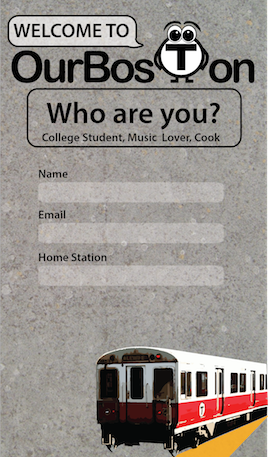 WELCOME TO
OurBosTon
Who are you?
College Student, Music Lover, Cook
Name
Email
Home Station
T